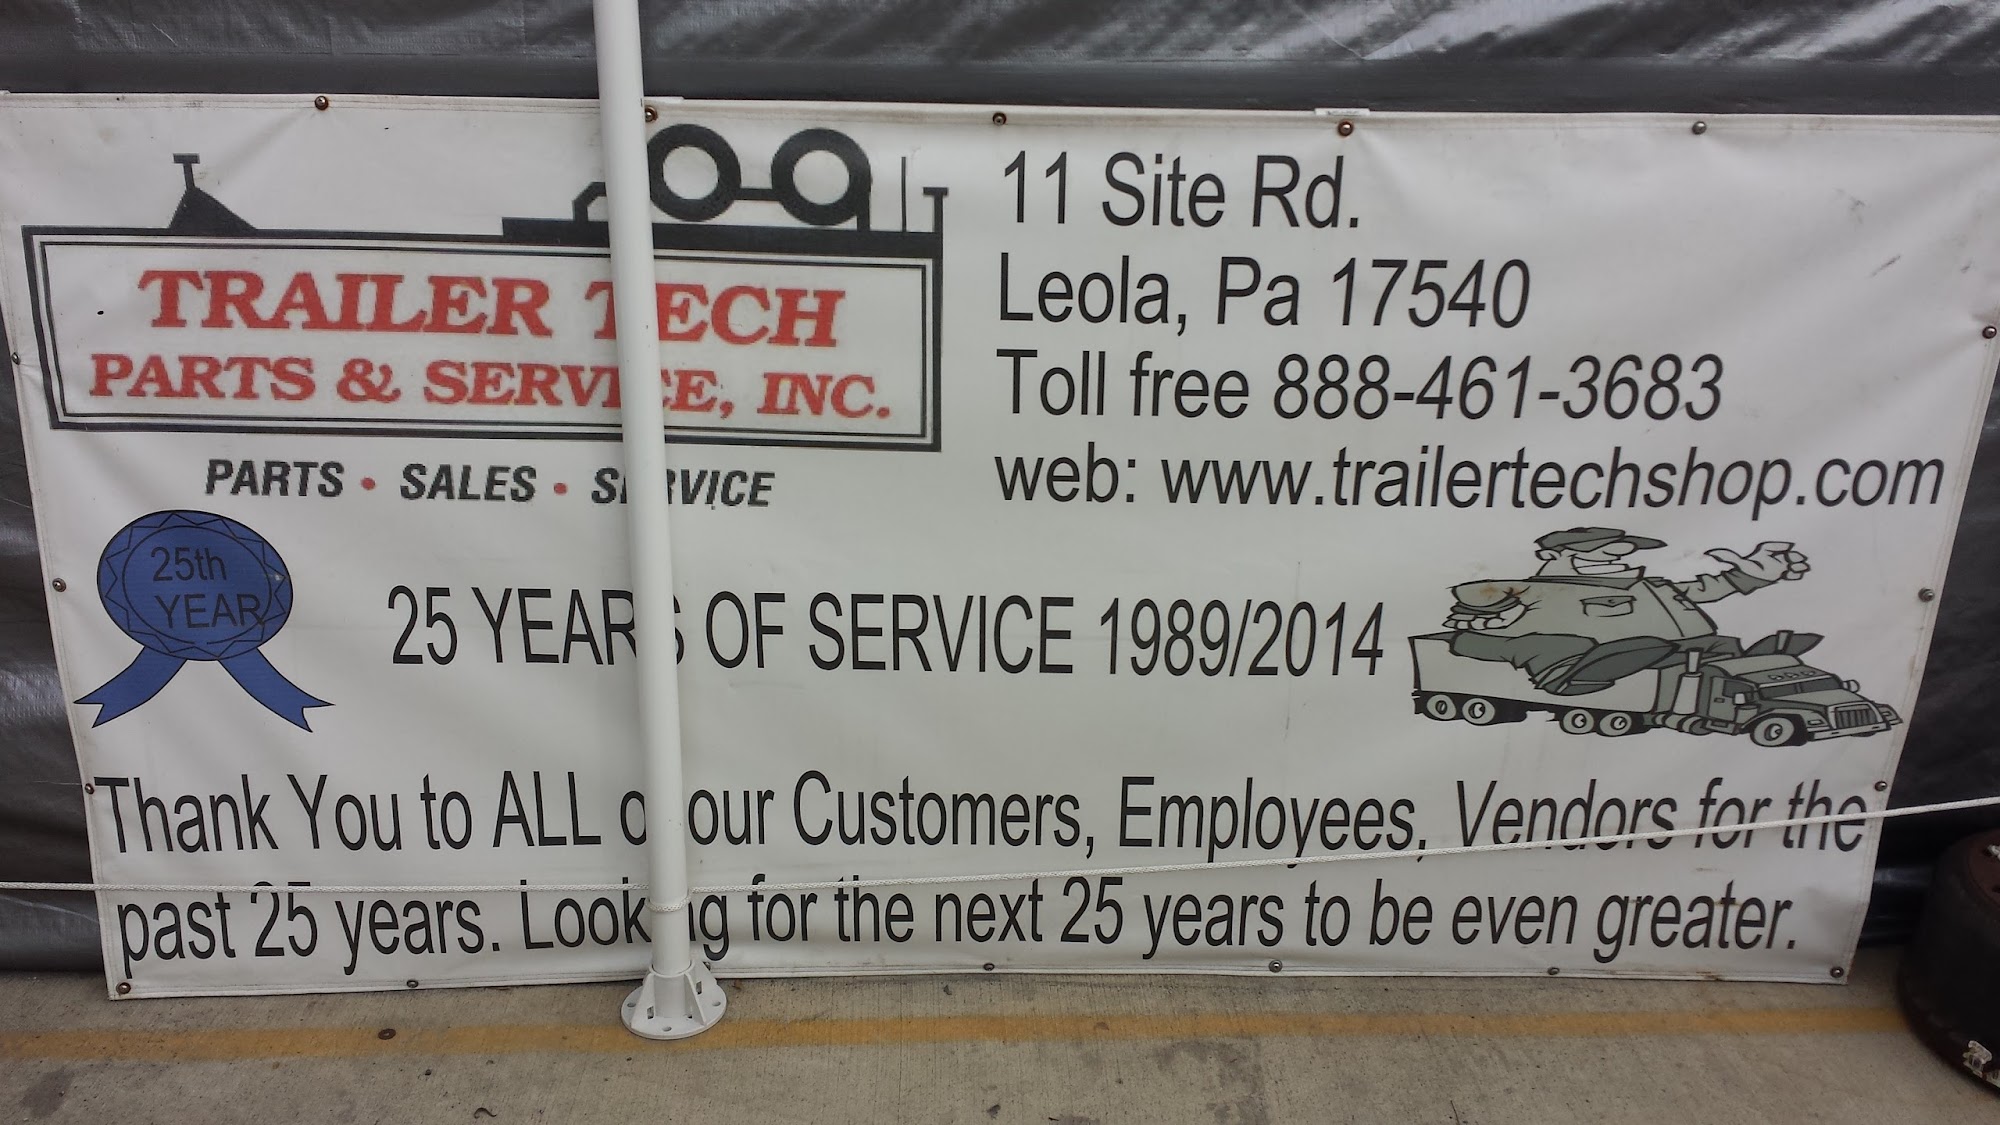 TRAILER TECH
PARTS & SERVICE, INC.
PARTS • SALES • SERVICE
11 Site Rd.
Leola, Pa 17540
Toll free 888-461-3683
web: www.trailertechshop.com
25th
YEAR
25 YEARS OF SERVICE 1989/2014
Thank You to ALL of our Customers, Employees, Vendors for the
past 25 years. Looking for the next 25 years to be even greater.